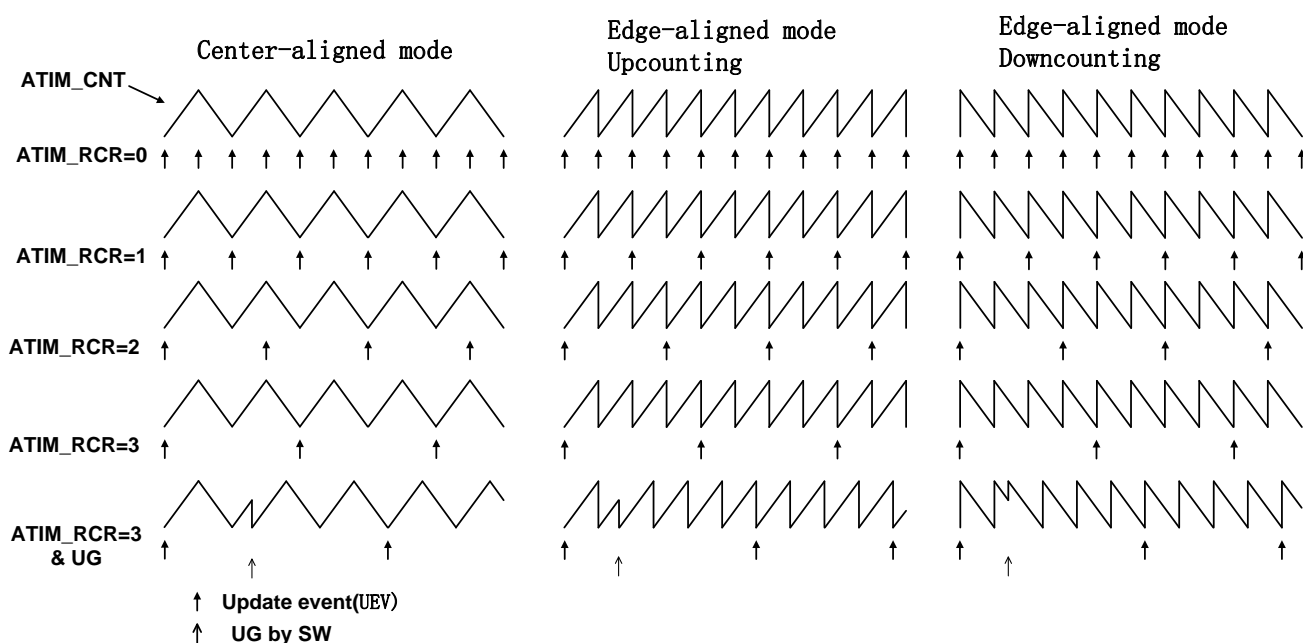 Center-aligned mode
Edge-aligned mode
Upcounting
Edge-aligned mode
Downcounting
ATIM_CNT
ATIM_RCR=0
ATIM_RCR=1
ATIM_RCR=2
ATIM_RCR=3
ATIM_RCR=3
& UG
Update event(UEV)
UG by SW